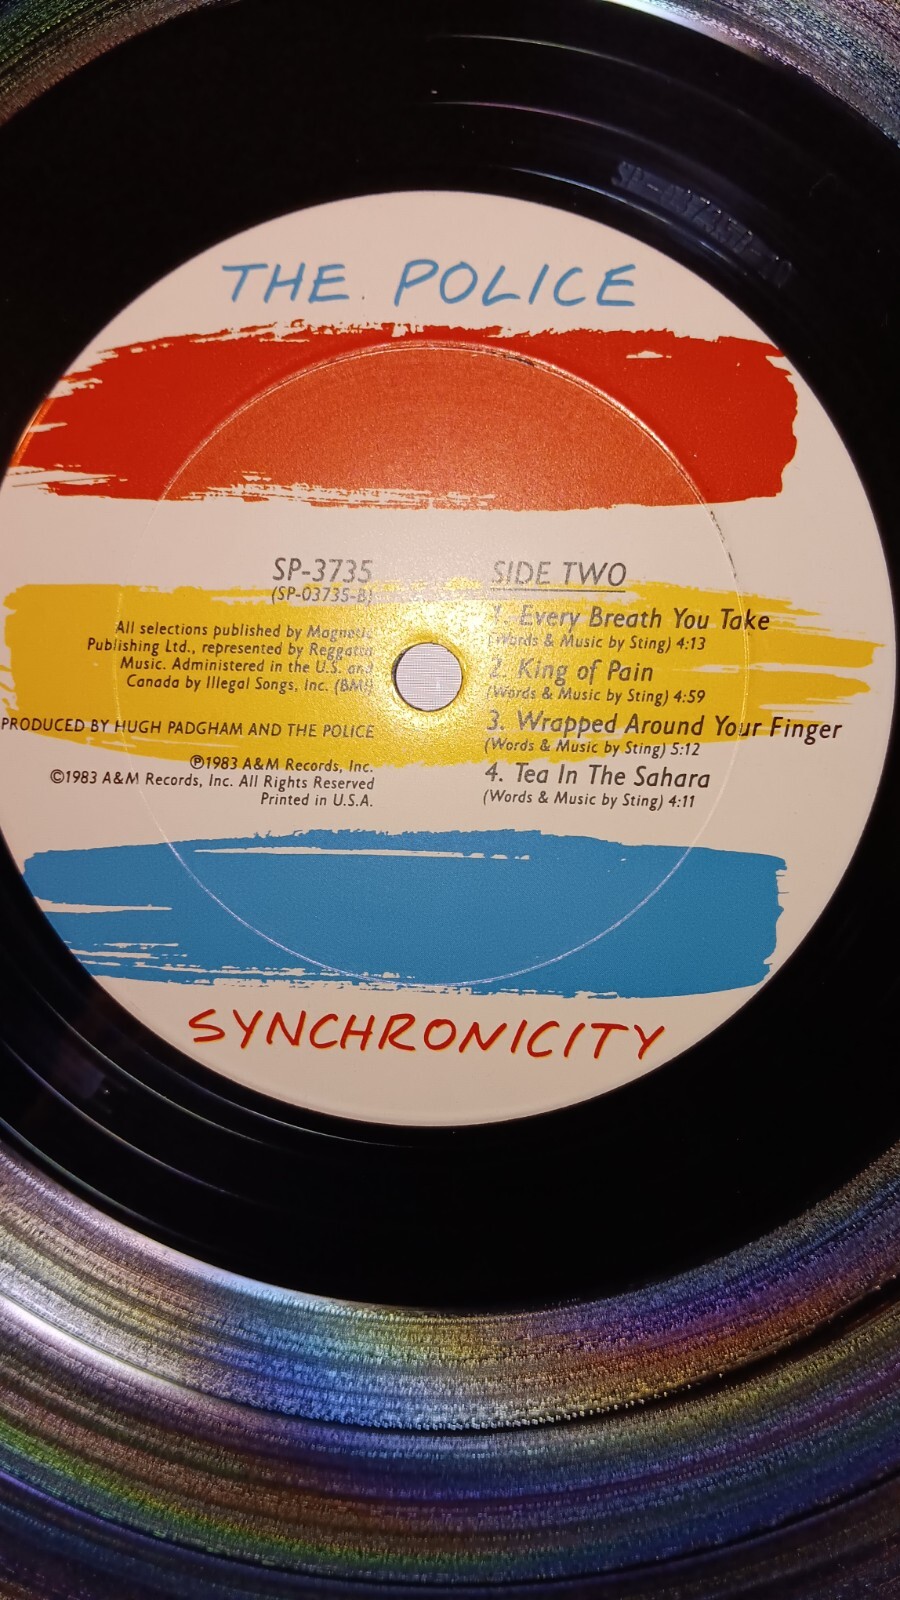 THE POLICE
SP-3735
(SP-03735-B)
All selections published by Magnetic
Publishing Ltd., represented by Reggatta
Music. Administered in the U.S. and
Canada by Illegal Songs, Inc. (BMI)
PRODUCED BY HUGH PADGHAM AND THE POLICE
℗1983 A&M Records, Inc.
©1983 A&M Records, Inc. All Rights Reserved
Printed in U.S.A.
SIDE TWO
1. Every Breath You Take
(Words & Music by Sting) 4:13
2. King of Pain
(Words & Music by Sting) 4:59
3. Wrapped Around Your Finger
(Words & Music by Sting) 5:12
4. Tea In The Sahara
(Words & Music by Sting) 4:11
SYNCHRONICITY